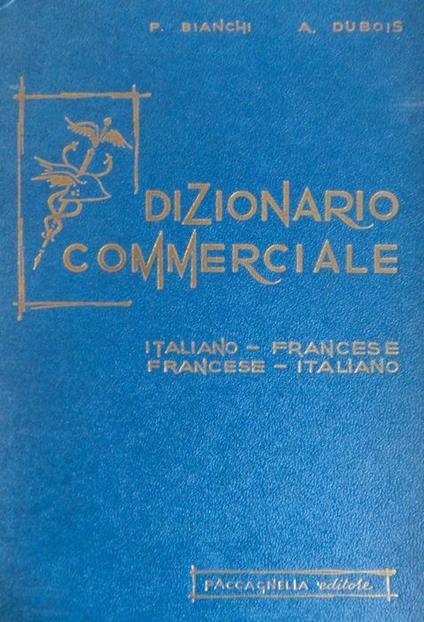 P. BIANCHI A. DUBOIS
DIZIONARIO
COMMERCIALE
ITALIANO - FRANCESE
FRANCESE - ITALIANO
PACCAGNELLA editore